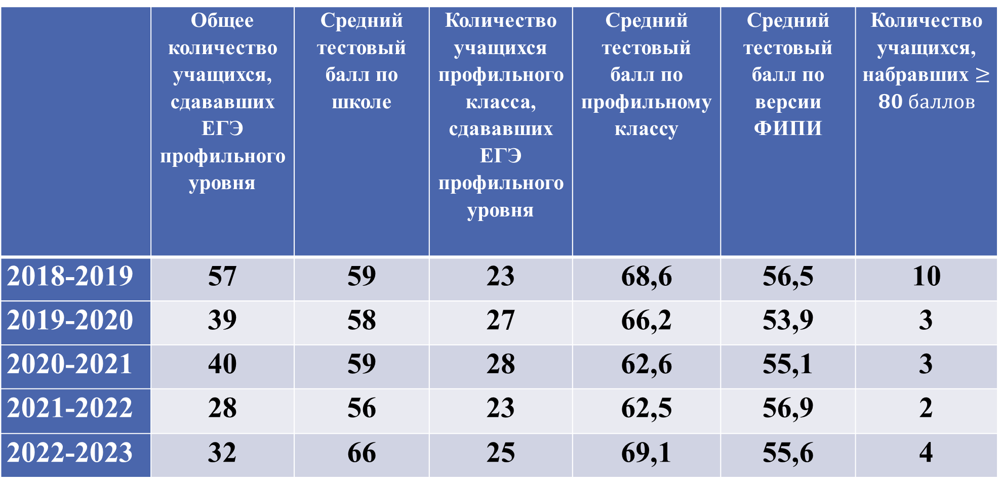 Общее
количество
учащихся,
сдававших
ЕГЭ
профильного
уровня
Средний
тестовый
балл по
школе
Количество
учащихся
профильного
класса,
сдававших
ЕГЭ
профильного
уровня
Средний
тестовый
балл по
профильному
классу
Средний
тестовый
балл по
версии
ФИПИ
Количество
учащихся,
набравших ≥
80 баллов
2018-2019 57 59 23 68,6 56,5 10
2019-2020 39 58 27 66,2 53,9 3
2020-2021 40 59 28 62,6 55,1 3
2021-2022 28 56 23 62,5 56,9 2
2022-2023 32 66 25 69,1 55,6 4